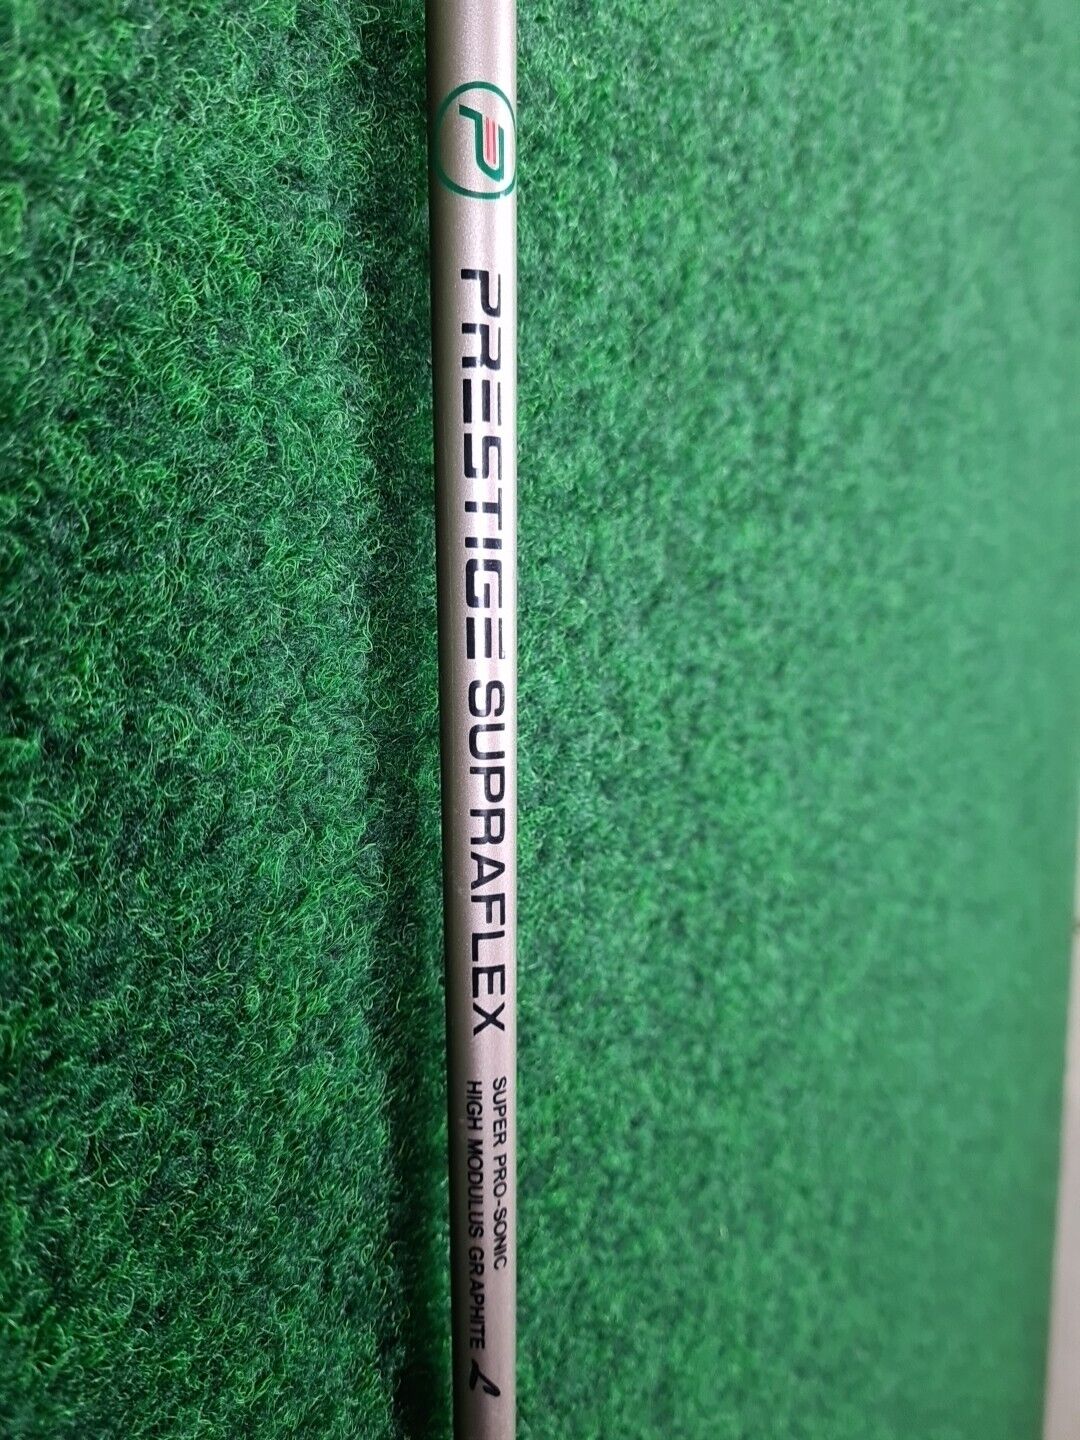 P
PRESTIGE SUPRAFLEX
SUPER PRO-SONIC
HIGH MODULUS GRAPHITE L